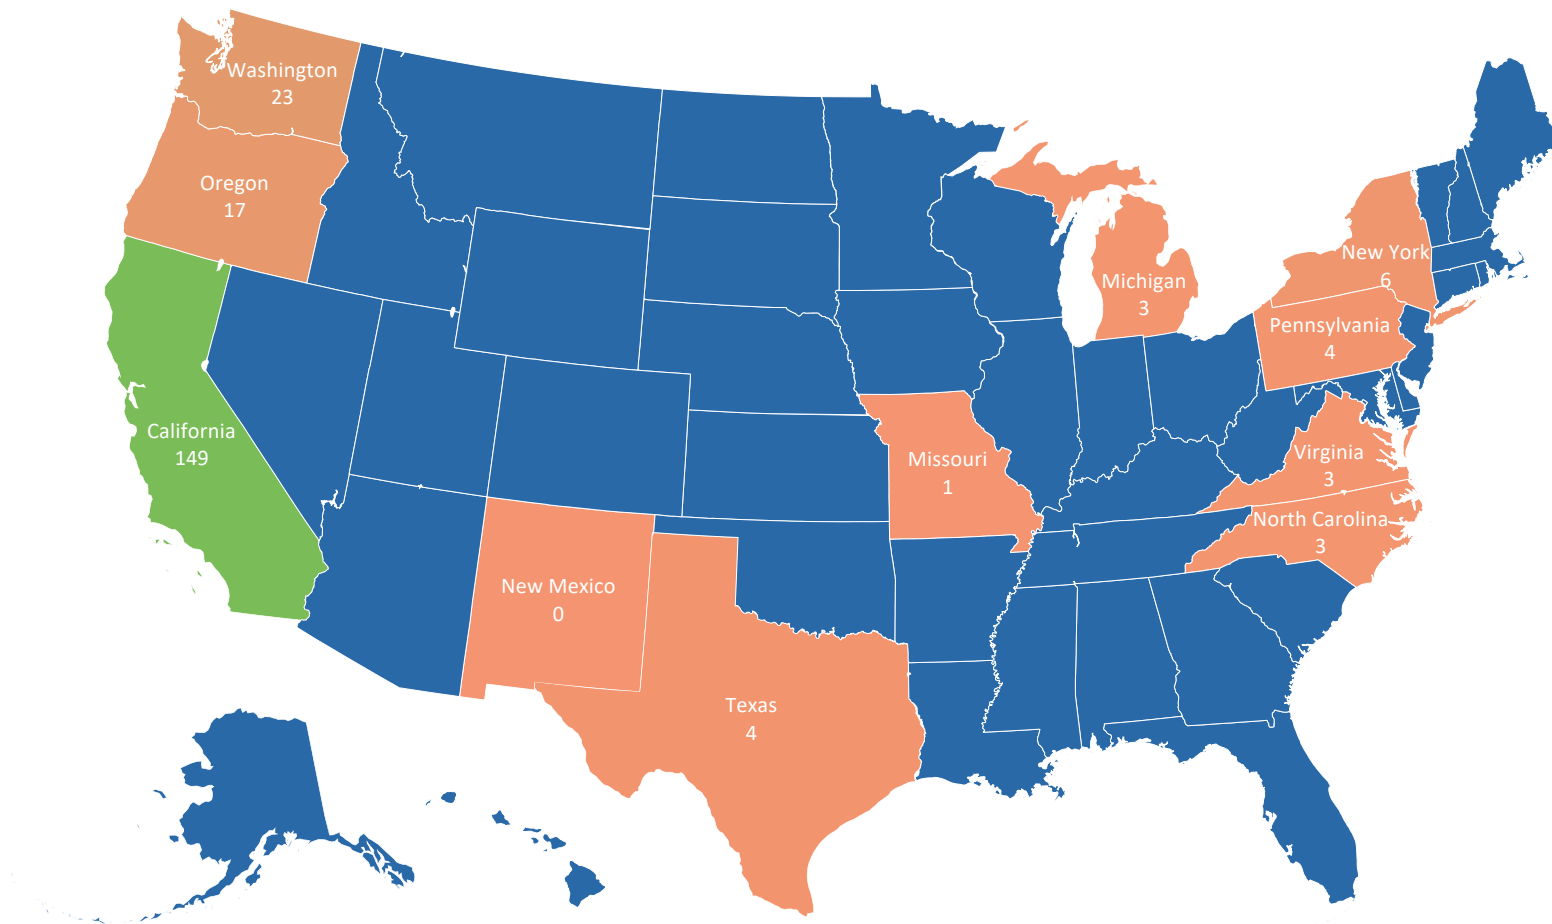 Washington
23
Oregon
17
California
149
New Mexico
0
Texas
4
Missouri
1
Michigan
3
New York
6
Pennsylvania
4
Virginia
3
North Carolina
3